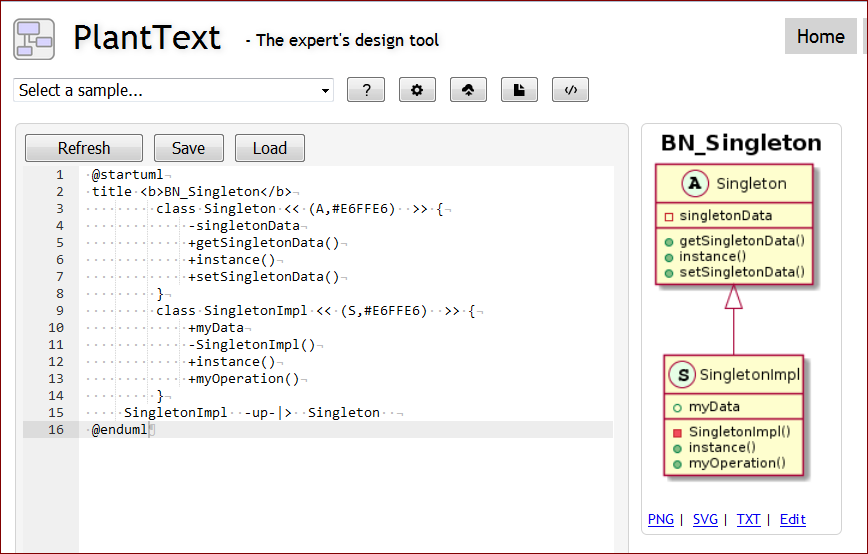 PlantText - The expert's design tool
Home
Select a sample...
?
</>
Refresh Save Load
1 @startuml
2 title <b>BN_Singleton</b>
3 class Singleton << (A,#E6FFE6) >> {
4 -singletonData
5 +getSingletonData()
6 +instance()
7 +setSingletonData()
8 }
9 class SingletonImpl << (S,#E6FFE6) >> {
10 +myData
11 -SingletonImpl()
12 +instance()
13 +myOperation()
14 }
15 SingletonImpl -up-|> Singleton
16 @enduml
BN_Singleton
A Singleton
singletonData
getSingletonData()
instance()
setSingletonData()
S SingletonImpl
myData
SingletonImpl()
instance()
myOperation()
PNG | SVG | TXT | Edit